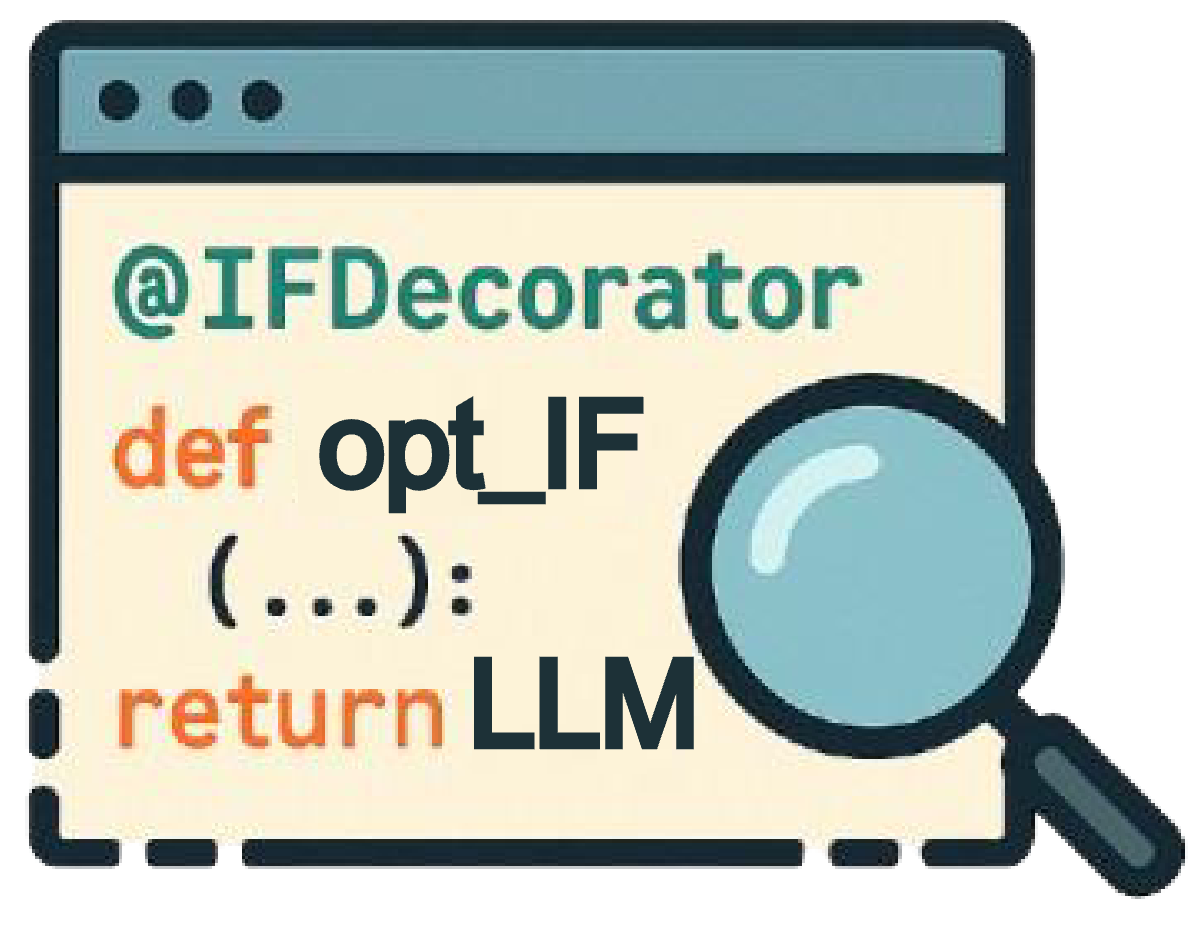 @IFDecorator
def opt_IF
(...):
return LLM